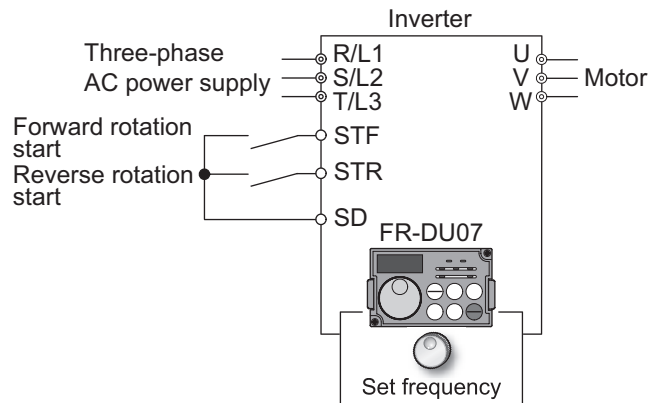 Inverter
Three-phase
AC power supply
R/L1
S/L2
T/L3
U
V
W
Motor
Forward rotation
start
STF
Reverse rotation
start
STR
SD
FR-DU07
Set frequency